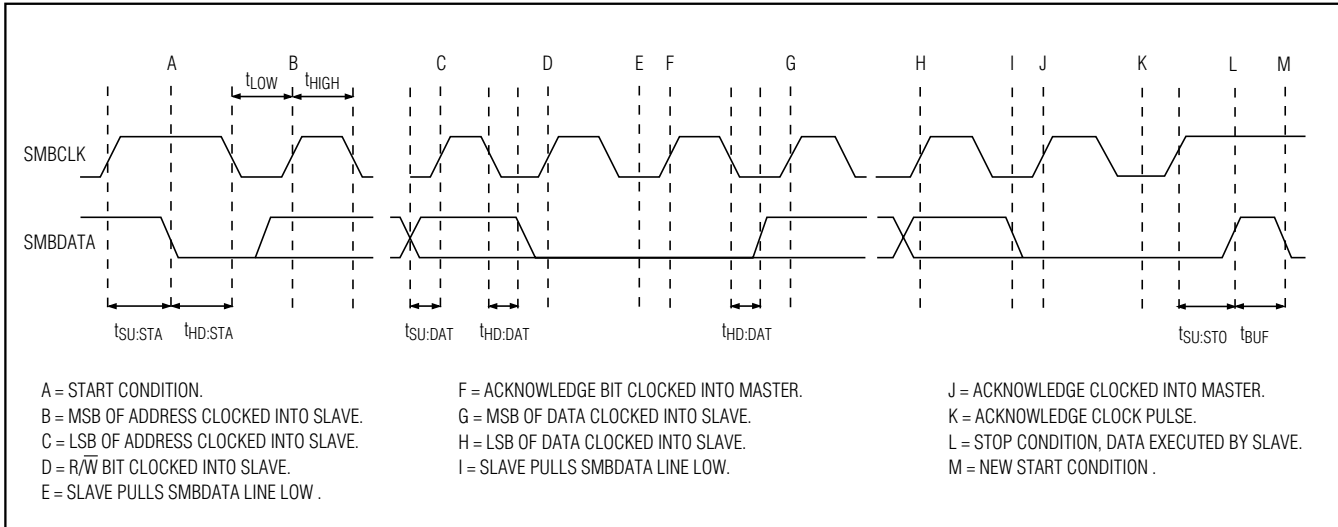 A B C D E F G H I J K L M
tLOW tHIGH
SMBCLK
SMBDATA
tSU:STA tHD:STA tSU:DAT tHD:DAT tHD:DAT tSU:STO tBUF
A = START CONDITION.
B = MSB OF ADDRESS CLOCKED INTO SLAVE.
C = LSB OF ADDRESS CLOCKED INTO SLAVE.
D = R/W̅ BIT CLOCKED INTO SLAVE.
E = SLAVE PULLS SMBDATA LINE LOW .
F = ACKNOWLEDGE BIT CLOCKED INTO MASTER.
G = MSB OF DATA CLOCKED INTO SLAVE.
H = LSB OF DATA CLOCKED INTO SLAVE.
I = SLAVE PULLS SMBDATA LINE LOW.
J = ACKNOWLEDGE CLOCKED INTO MASTER.
K = ACKNOWLEDGE CLOCK PULSE.
L = STOP CONDITION, DATA EXECUTED BY SLAVE.
M = NEW START CONDITION .